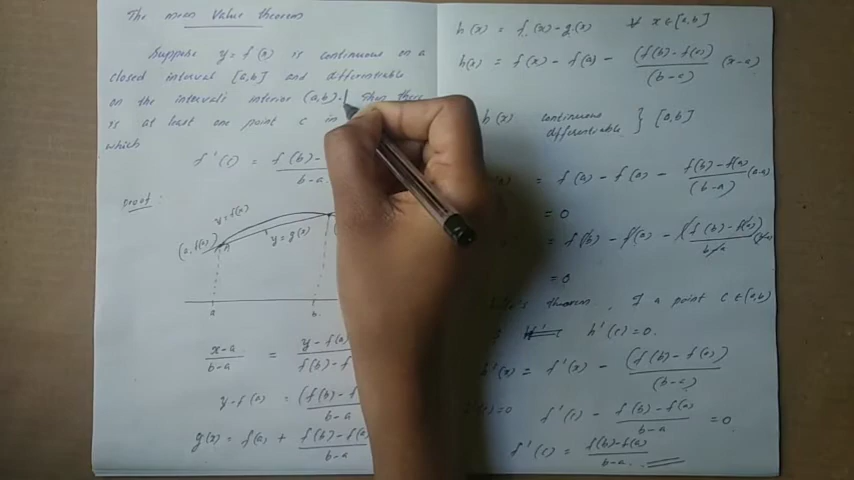 The mean value theorem
Suppose y = f(x) is continuous on a
closed interval [a,b] and differentiable
on the interval's interior (a,b). Then there
is at least one point c in
which
f'(c) = f(b) -
b-a
proof
y = f(x)
(a, f(a)) A
y = g(x)
a b
x-a / b-a = y - f(a) / f(b) - f
y - f(a) = (f(b) - f / b-a
g(x) = f(a) + f(b) - f(a) / b-a
h(x) = f(x) - g(x) ∀ x ∈ [a,b]
h(x) = f(x) - f(a) - (f(b) - f(a)) / (b-a) (x-a)
h(x) continuous
differentiable } [a,b]
= f(a) - f(a) - f(b) - f(a) / (b-a) (a-a)
= 0
= f(b) - f(a) - (f(b) - f(a)) / b-a
= 0
theorem, ∃ a point c ∈ (a,b)
h'(c) = 0.
h'(x) = f'(x) - (f(b) - f(a)) / (b-a)
= 0 f'(c) - f(b) - f(a) / b-a = 0
f'(c) = f(b) - f(a) / b-a.